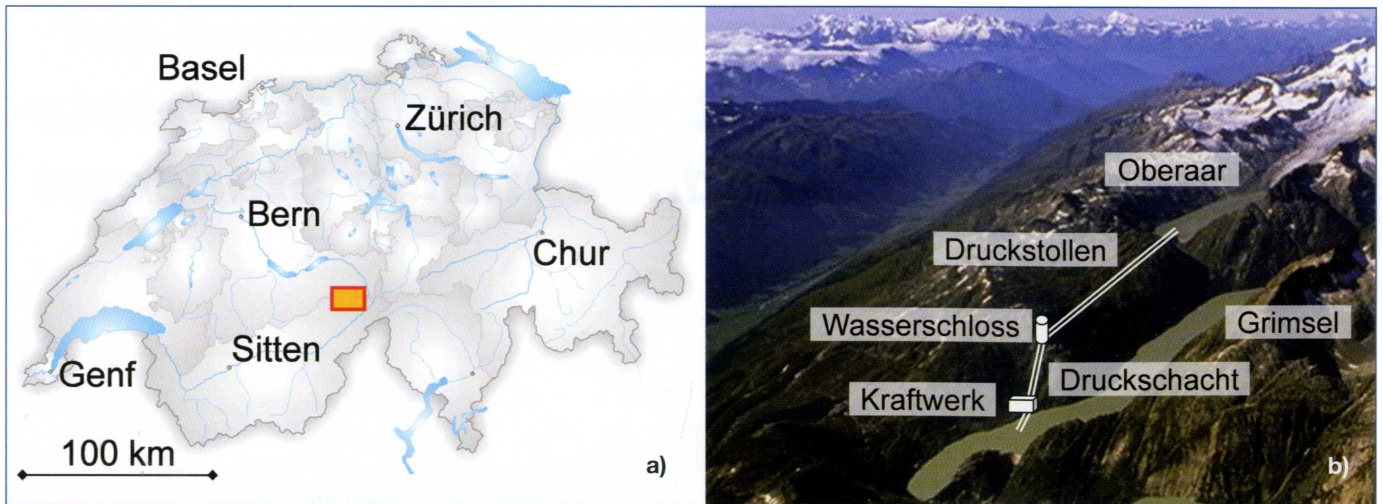 Basel
Zürich
Bern
Chur
Sitten
Genf
100 km
a)
Oberaar
Druckstollen
Wasserschloss
Grimsel
Druckschacht
Kraftwerk
b)